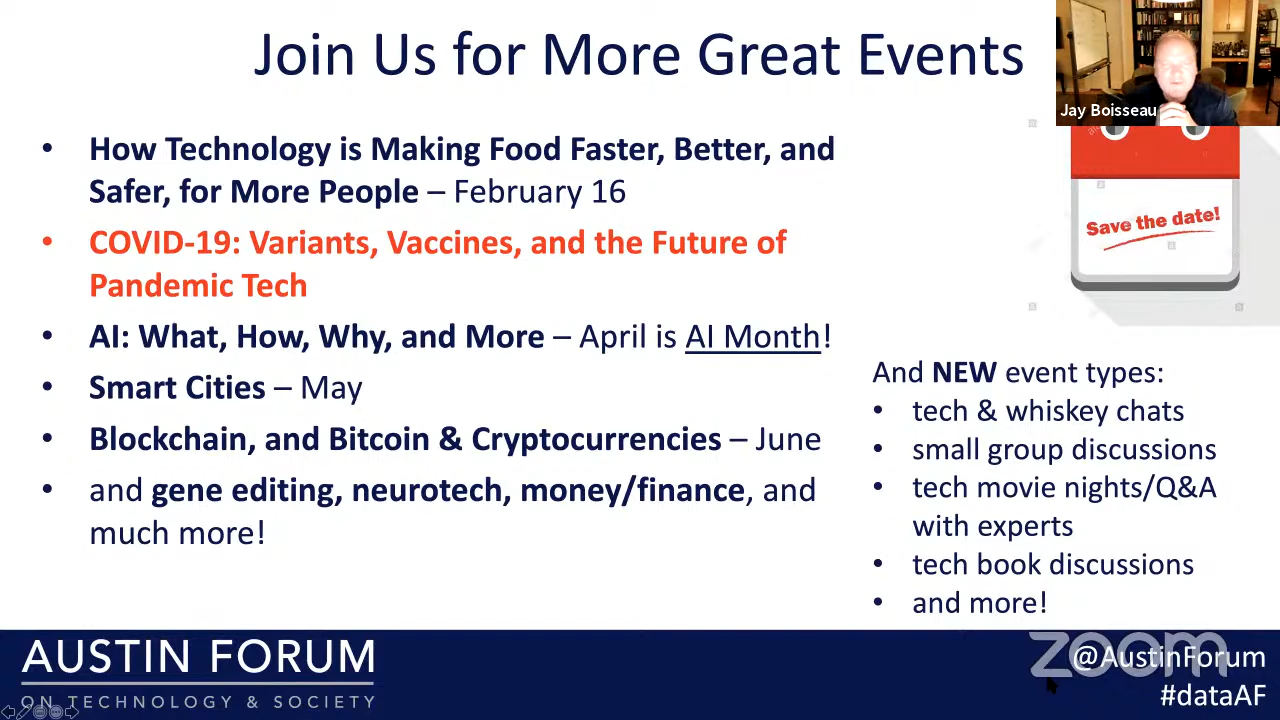 Join Us for More Great Events
Jay Boisseau
• How Technology is Making Food Faster, Better, and
Safer, for More People – February 16
• COVID-19: Variants, Vaccines, and the Future of
Pandemic Tech
• AI: What, How, Why, and More – April is AI Month!
• Smart Cities – May
• Blockchain, and Bitcoin & Cryptocurrencies – June
• and gene editing, neurotech, money/finance, and
much more!
Save the date!
And NEW event types:
• tech & whiskey chats
• small group discussions
• tech movie nights/Q&A
with experts
• tech book discussions
• and more!
AUSTIN FORUM
ON TECHNOLOGY & SOCIETY
zoom
@AustinForum
#dataAF